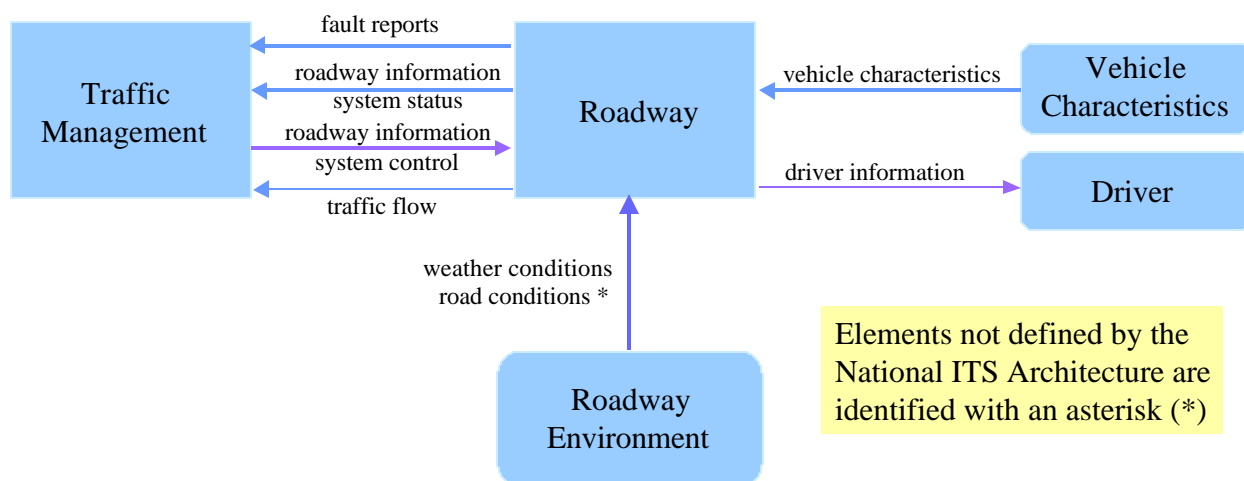 Traffic
Management
fault reports
roadway information
system status
roadway information
system control
traffic flow
Roadway
vehicle characteristics
Vehicle
Characteristics
driver information
Driver
weather conditions
road conditions *
Roadway
Environment
Elements not defined by the
National ITS Architecture are
identified with an asterisk (*)